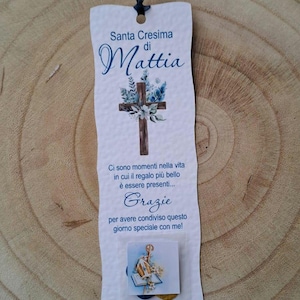 Santa Cresima
di
Mattia
Ci sono momenti nella vita
in cui il regalo più bello
è essere presenti...
Grazie
per avere condiviso questo
giorno speciale con me!